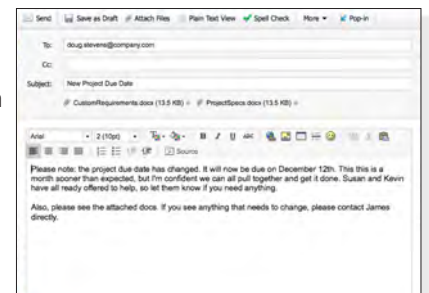 Send Save as Draft Attach Files Plain Text View Spell Check More Pop-in
To: doug.stevens@company.com
Cc:
Subject: New Project Due Date
CustomRequirements.docx (13.5 KB) ProjectSpecs.docx (13.5 KB)
Arial 2 (10pt) B I U ABC
Source
Please note: the project due date has changed. It will now be due on December 12th. This this is a
month sooner than expected, but I'm confident we can all pull together and get it done. Susan and Kevin
have all ready offered to help, so let them know if you need anything.
Also, please see the attached docs. If you see anything that needs to change, please contact James
directly.